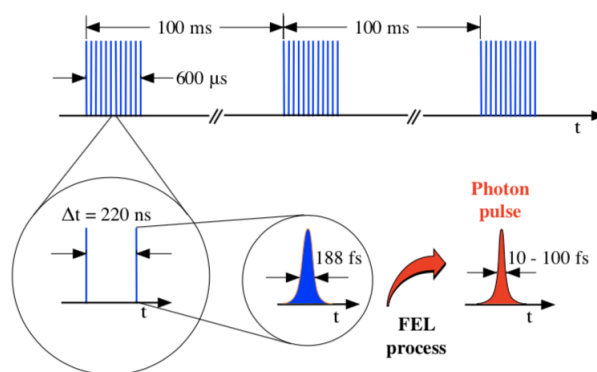 100 ms
100 ms
600 μs
t
Δt = 220 ns
t
188 fs
t
FEL
process
Photon
pulse
10 - 100 fs
t